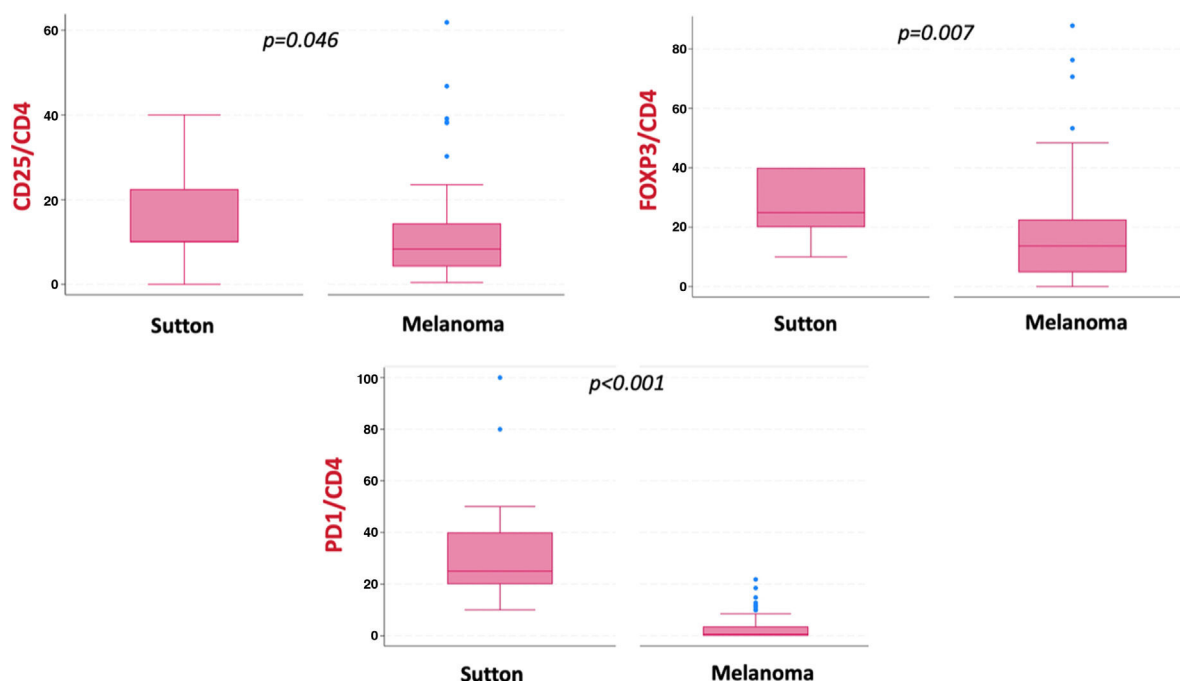 p=0.046
CD25/CD4
60
40
20
0
Sutton
Melanoma
p=0.007
FOXP3/CD4
80
60
40
20
0
Sutton
Melanoma
p<0.001
PD1/CD4
100
80
60
40
20
0
Sutton
Melanoma